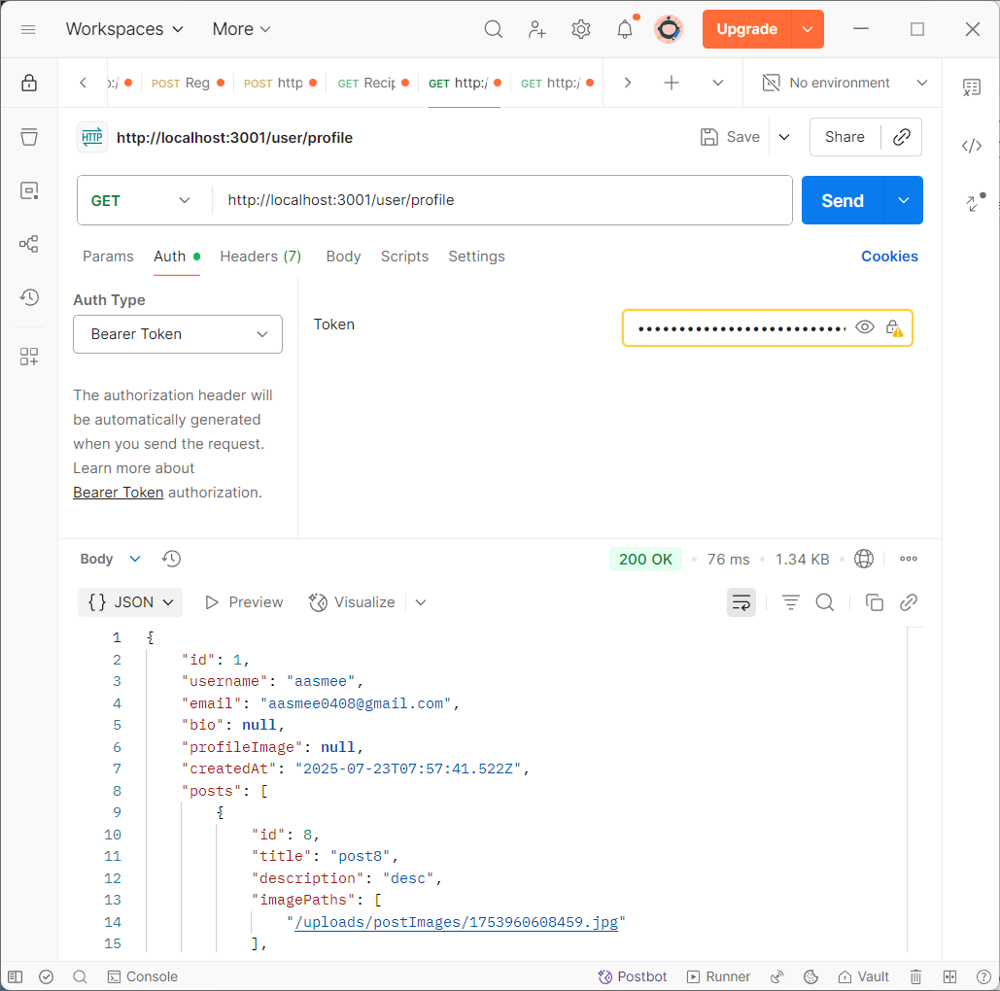 Workspaces More Upgrade
POST Reg POST http GET Recip GET http:/ GET http:/ No environment
HTTP http://localhost:3001/user/profile Save Share
GET http://localhost:3001/user/profile Send
Params Auth Headers (7) Body Scripts Settings Cookies
Auth Type
Bearer Token
Token
The authorization header will
be automatically generated
when you send the request.
Learn more about
Bearer Token authorization.
Body 200 OK 76 ms 1.34 KB
{} JSON Preview Visualize
1 {
2 "id": 1,
3 "username": "aasmee",
4 "email": "aasmee0408@gmail.com",
5 "bio": null,
6 "profileImage": null,
7 "createdAt": "2025-07-23T07:57:41.522Z",
8 "posts": [
9 {
10 "id": 8,
11 "title": "post8",
12 "description": "desc",
13 "imagePaths": [
14 "/uploads/postImages/1753960608459.jpg"
15 ],
Console Postbot Runner Vault